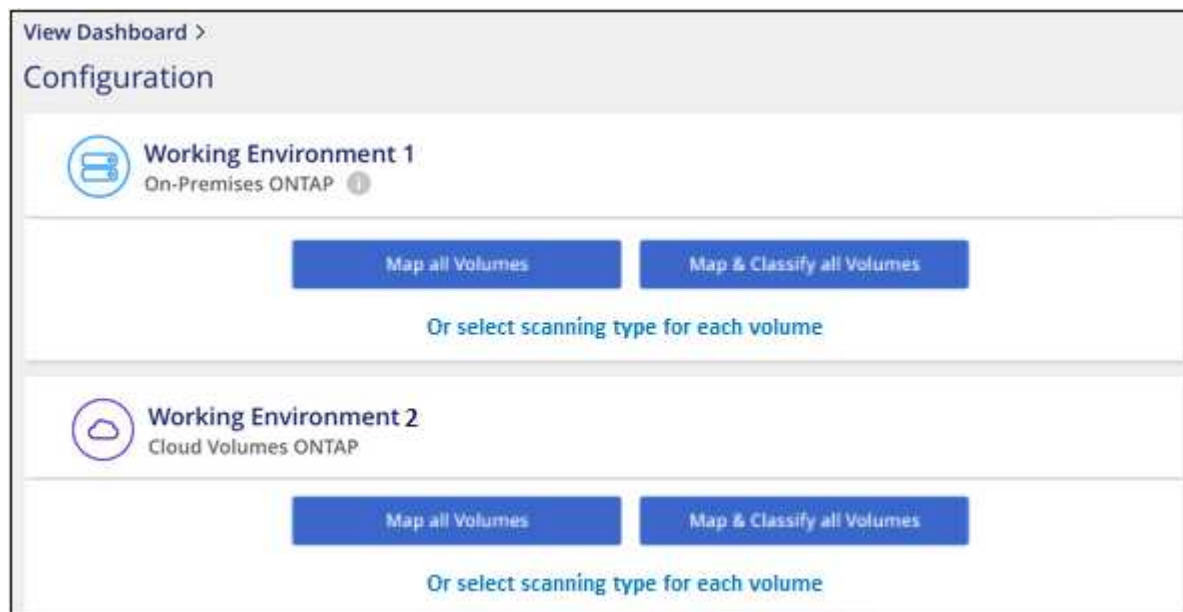 View Dashboard >
Configuration
Working Environment 1
On-Premises ONTAP i
Map all Volumes
Map & Classify all Volumes
Or select scanning type for each volume
Working Environment 2
Cloud Volumes ONTAP
Map all Volumes
Map & Classify all Volumes
Or select scanning type for each volume